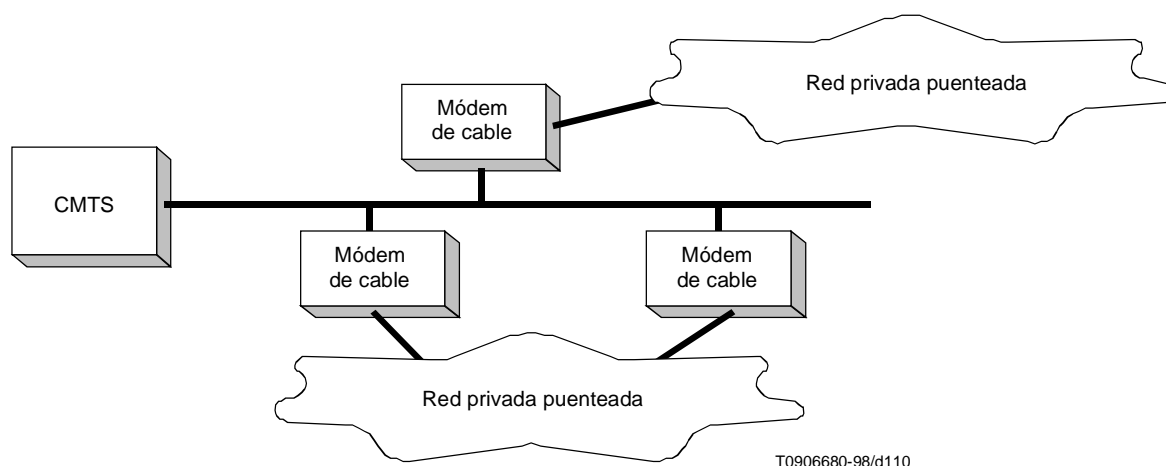 Red privada puenteada
Módem
de cable
CMTS
Módem
de cable
Módem
de cable
Red privada puenteada
T0906680-98/d110